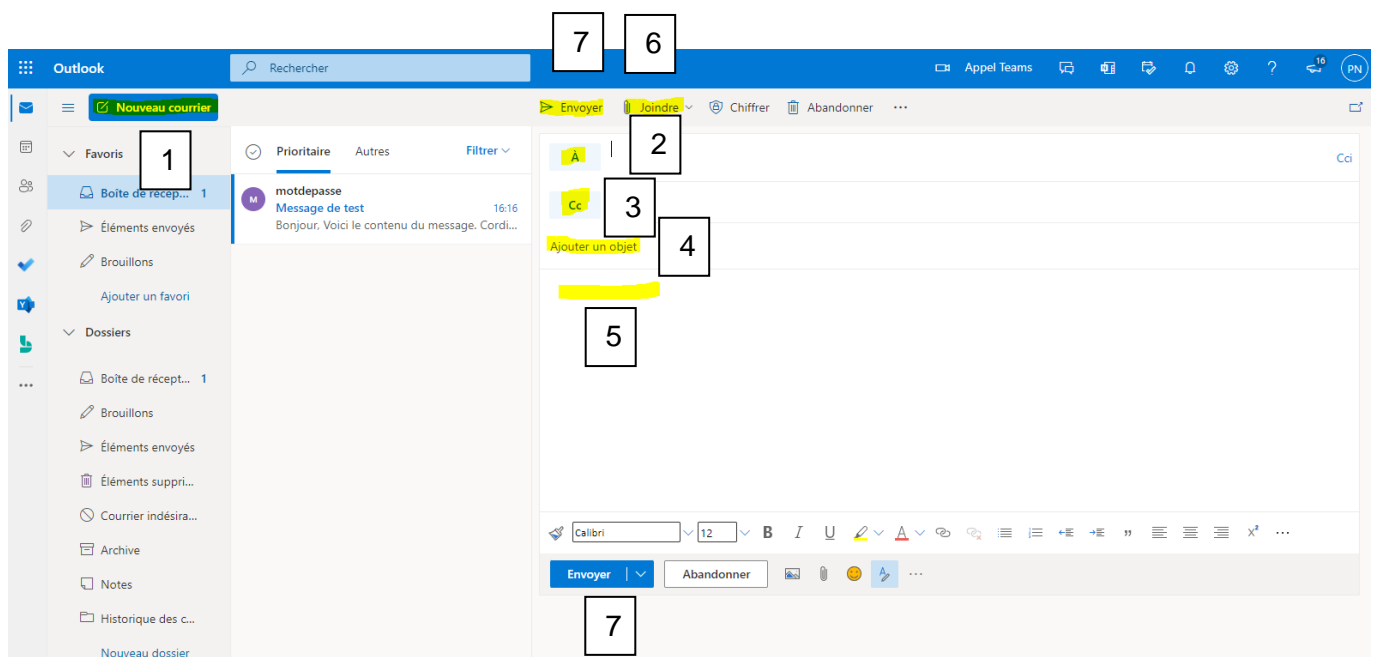 7
6
Outlook
Rechercher
Appel Teams
16
PN
Nouveau courrier
Envoyer
Joindre
Chiffrer
Abandonner
1
2
Favoris
Prioritaire
Autres
Filtrer
À
Cci
Boîte de récep... 1
M
motdepasse
Message de test 16:16
Bonjour, Voici le contenu du message. Cordi...
Cc
3
Éléments envoyés
Ajouter un objet
4
Brouillons
Ajouter un favori
5
Dossiers
Boîte de récept... 1
Brouillons
Éléments envoyés
Éléments suppri...
Courrier indésira...
Archive
Notes
Historique des c...
Nouveau dossier
Calibri
12
B I U A x²
Envoyer
Abandonner
7